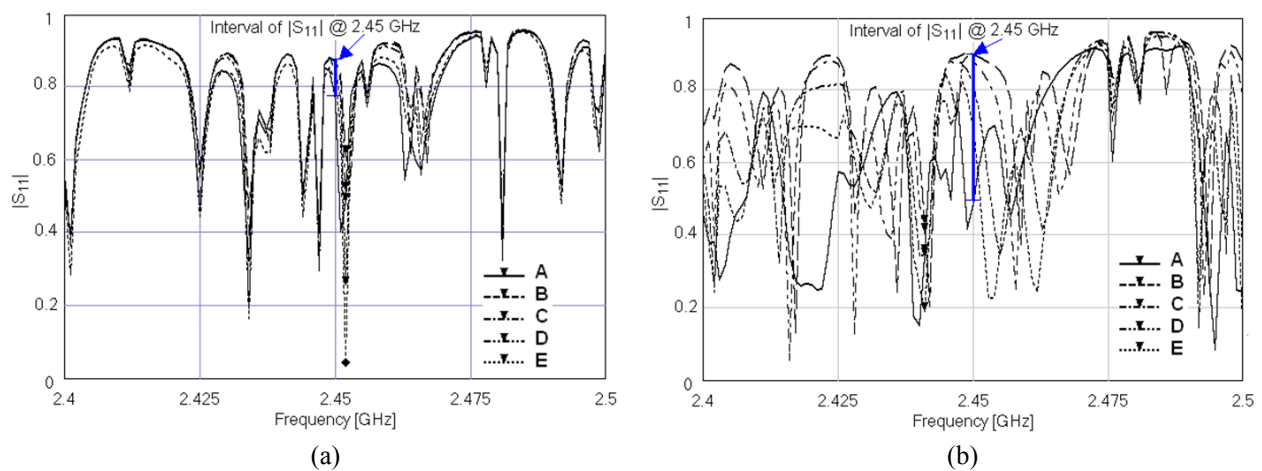 Interval of |S11| @ 2.45 GHz
1
0.8
0.6
0.4
0.2
0
|S11|
2.4
2.425
2.45
2.475
2.5
Frequency [GHz]
A
B
C
D
E
(a)
Interval of |S11| @ 2.45 GHz
1
0.8
0.6
0.4
0.2
0
|S11|
2.4
2.425
2.45
2.475
2.5
Frequency [GHz]
A
B
C
D
E
(b)